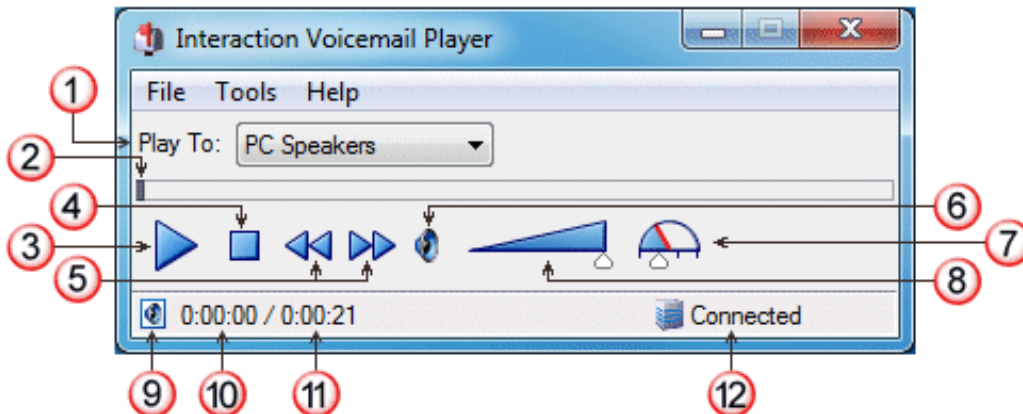 Interaction Voicemail Player
File Tools Help
1
Play To: PC Speakers
2
4
6
3
7
5
8
0:00:00 / 0:00:21 Connected
9 10 11 12